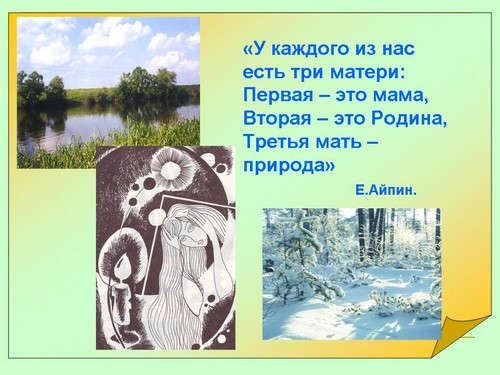 «У каждого из нас
есть три матери:
Первая – это мама,
Вторая – это Родина,
Третья мать –
природа»
Е.Айпин.